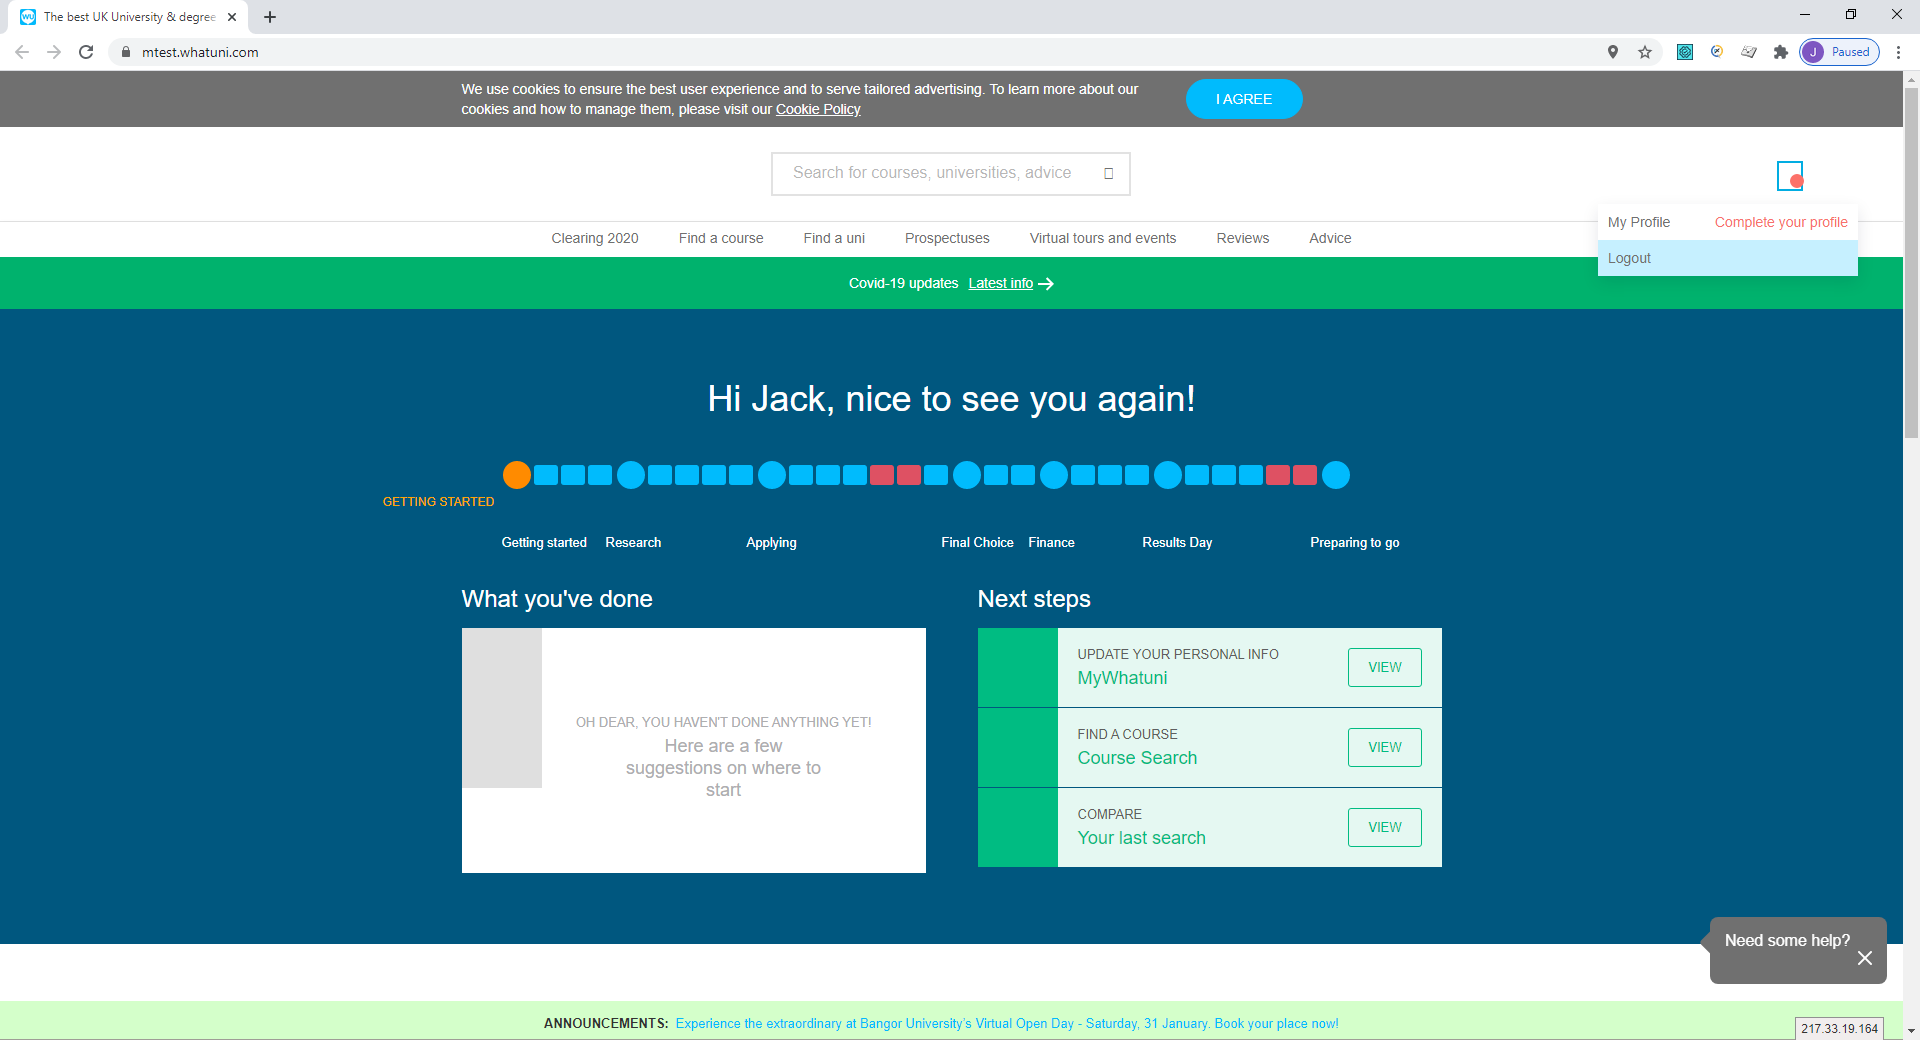 The best UK University & degree
mtest.whatuni.com
J Paused
We use cookies to ensure the best user experience and to serve tailored advertising. To learn more about our
cookies and how to manage them, please visit our Cookie Policy
I AGREE
Search for courses, universities, advice
My Profile Complete your profile
Logout
Clearing 2020 Find a course Find a uni Prospectuses Virtual tours and events Reviews Advice
Covid-19 updates Latest info
Hi Jack, nice to see you again!
GETTING STARTED
Getting started Research Applying Final Choice Finance Results Day Preparing to go
What you've done
OH DEAR, YOU HAVEN'T DONE ANYTHING YET!
Here are a few
suggestions on where to
start
Next steps
UPDATE YOUR PERSONAL INFO
MyWhatuni
VIEW
FIND A COURSE
Course Search
VIEW
COMPARE
Your last search
VIEW
Need some help?
ANNOUNCEMENTS: Experience the extraordinary at Bangor University's Virtual Open Day - Saturday, 31 January. Book your place now!
217.33.19.164